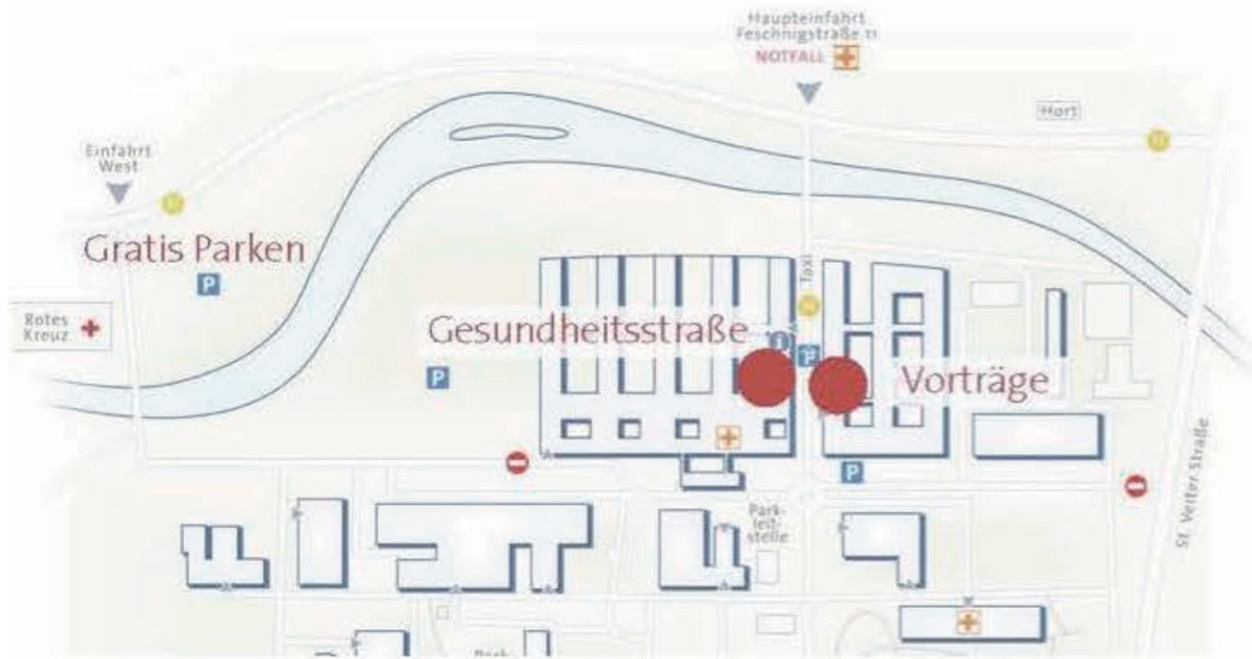 Haupteinfahrt
Feschnigstraße 11
NOTFALL
Hort
Einfahrt
West
Gratis Parken
P
Rotes
Kreuz
Taxi
Gesundheitsstraße
i
P
P
Vorträge
P
St. Veiter Straße
Park-
leit-
stelle